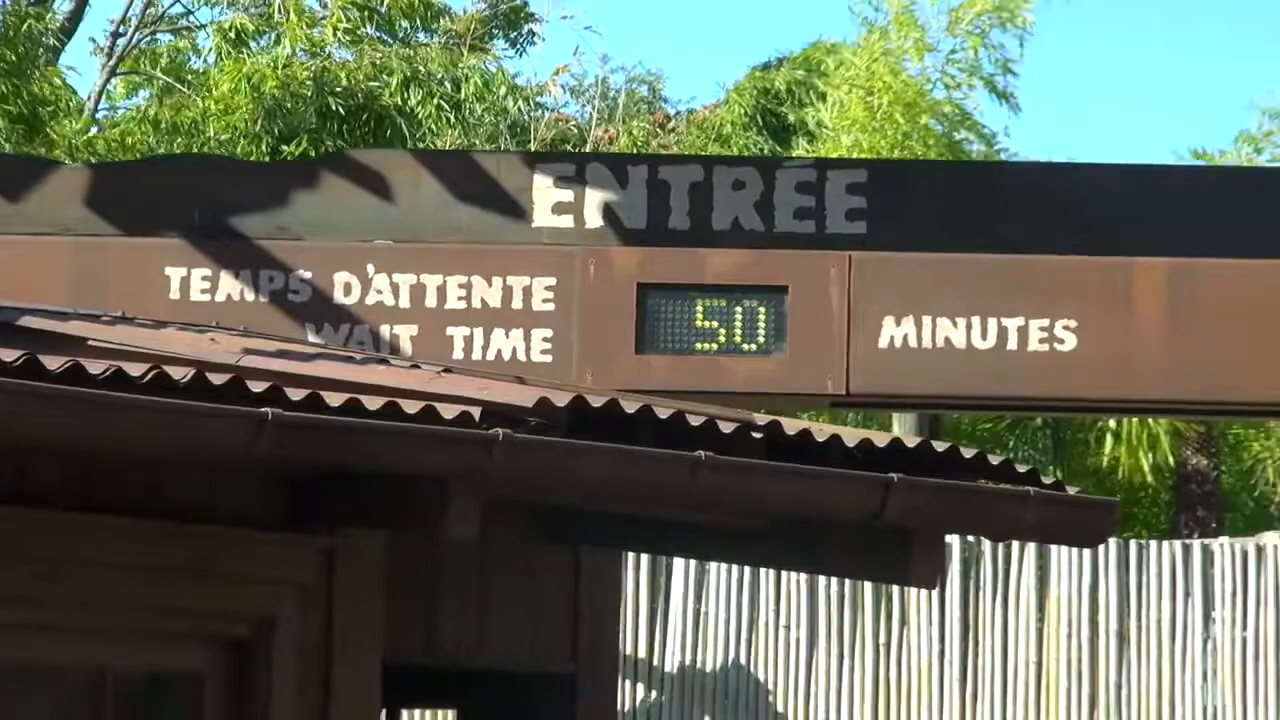 ENTRÉE
TEMPS D'ATTENTE
WAIT TIME
50
MINUTES